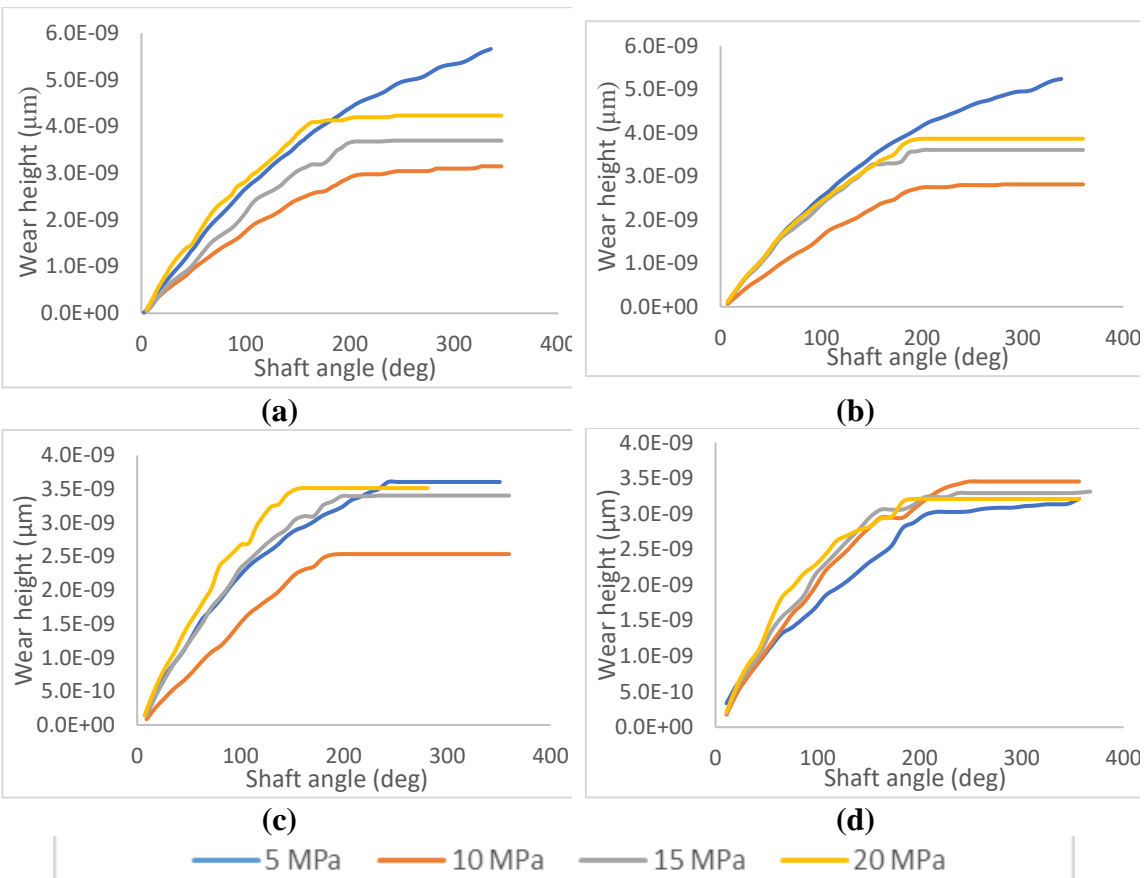 6.0E-09
5.0E-09
4.0E-09
3.0E-09
2.0E-09
1.0E-09
0.0E+00
Wear height (μm)
0 100 200 300 400
Shaft angle (deg)
(a)
6.0E-09
5.0E-09
4.0E-09
3.0E-09
2.0E-09
1.0E-09
0.0E+00
Wear height (μm)
0 100 200 300 400
Shaft angle (deg)
(b)
4.0E-09
3.5E-09
3.0E-09
2.5E-09
2.0E-09
1.5E-09
1.0E-09
5.0E-10
0.0E+00
Wear height (μm)
0 100 200 300 400
Shaft angle (deg)
(c)
4.0E-09
3.5E-09
3.0E-09
2.5E-09
2.0E-09
1.5E-09
1.0E-09
5.0E-10
0.0E+00
Wear height (μm)
0 100 200 300 400
Shaft angle (deg)
(d)
5 MPa 10 MPa 15 MPa 20 MPa